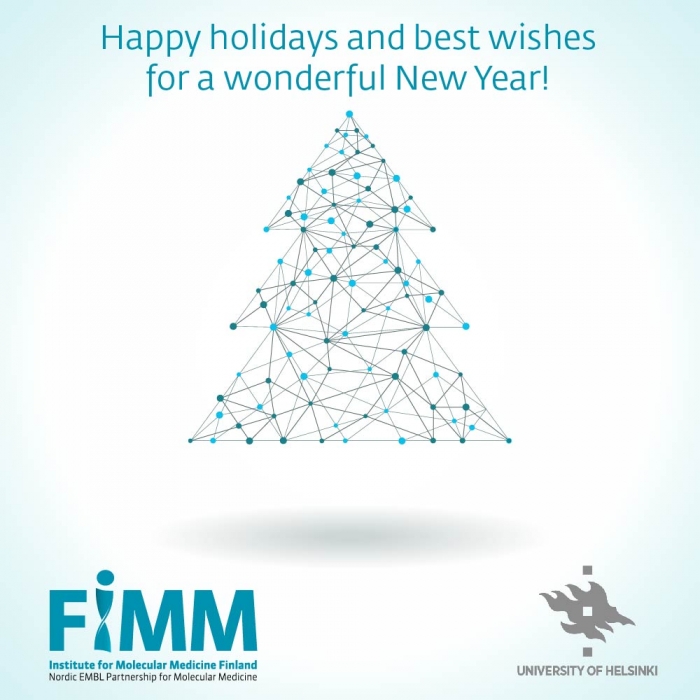 Happy holidays and best wishes
for a wonderful New Year!
FiMM
Institute for Molecular Medicine Finland
Nordic EMBL Partnership for Molecular Medicine
UNIVERSITY OF HELSINKI